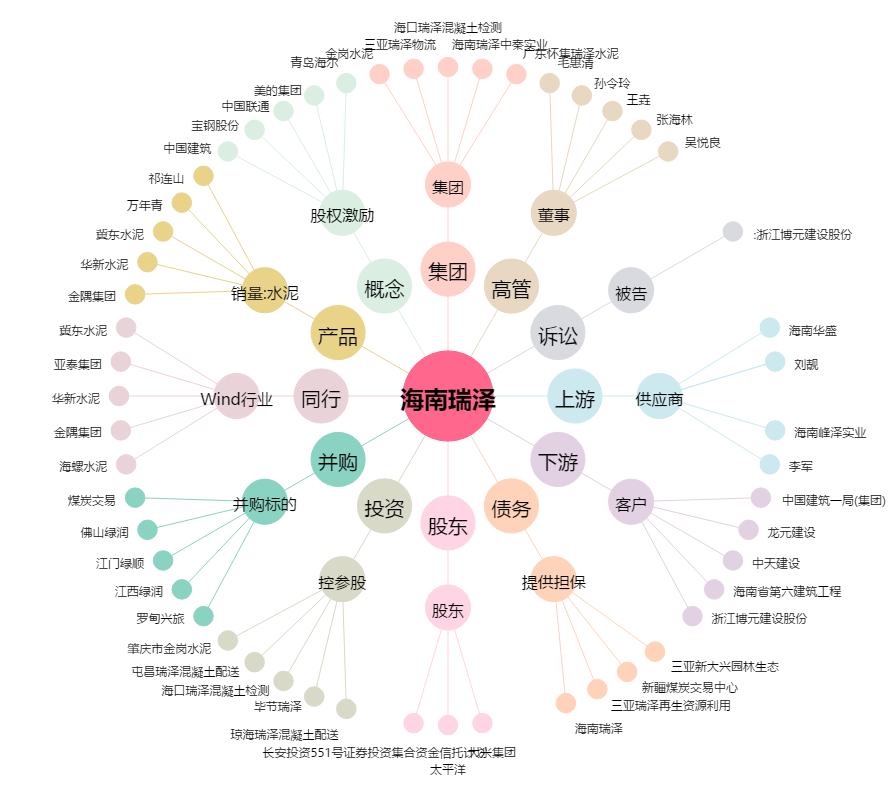 海口瑞泽混凝土检测
三亚瑞泽物流
海南瑞泽中秦实业
金岗水泥
广东怀集瑞泽水泥
青岛海尔
毛惠清
美的集团
孙令玲
中国联通
王垚
宝钢股份
张海林
中国建筑
吴悦良
祁连山
集团
万年青
股权激励
董事
冀东水泥
:浙江博元建设股份
华新水泥
集团
金隅集团
销量:水泥
概念
高管
被告
冀东水泥
产品
诉讼
海南华盛
亚泰集团
刘靓
华新水泥
Wind行业
同行
海南瑞泽
上游
供应商
金隅集团
海南峰泽实业
海螺水泥
并购
下游
李军
煤炭交易
并购标的
投资
债务
客户
中国建筑一局(集团)
佛山绿润
股东
龙元建设
江门绿顺
中天建设
江西绿润
控参股
提供担保
海南省第六建筑工程
罗甸兴旅
股东
浙江博元建设股份
肇庆市金岗水泥
屯昌瑞泽混凝土配送
三亚新大兴园林生态
海口瑞泽混凝土检测
新疆煤炭交易中心
毕节瑞泽
三亚瑞泽再生资源利用
琼海瑞泽混凝土配送
海南瑞泽
长安投资551号证券投资集合资金信托计划
大兴集团
太平洋